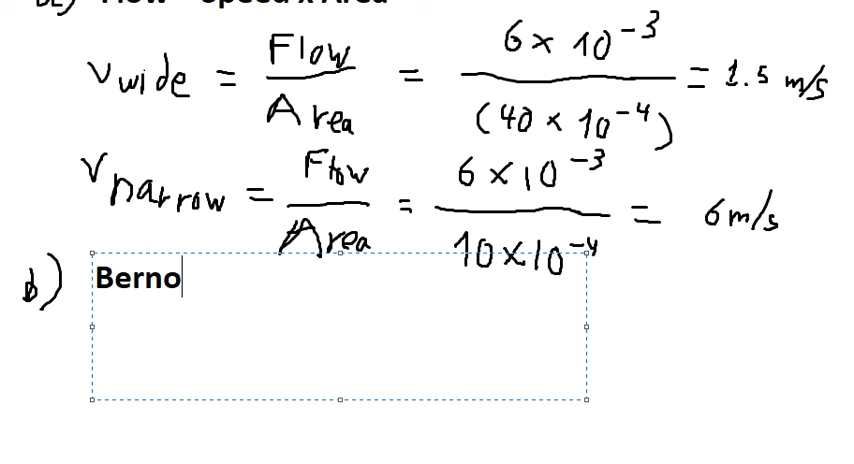 Flow = Speed x Area
v wide = Flow / Area = 6 x 10^-3 / (40 x 10^-4) = 1.5 m/s
v narrow = Flow / Area = 6 x 10^-3 / 10 x 10^-4 = 6 m/s
b) Berno